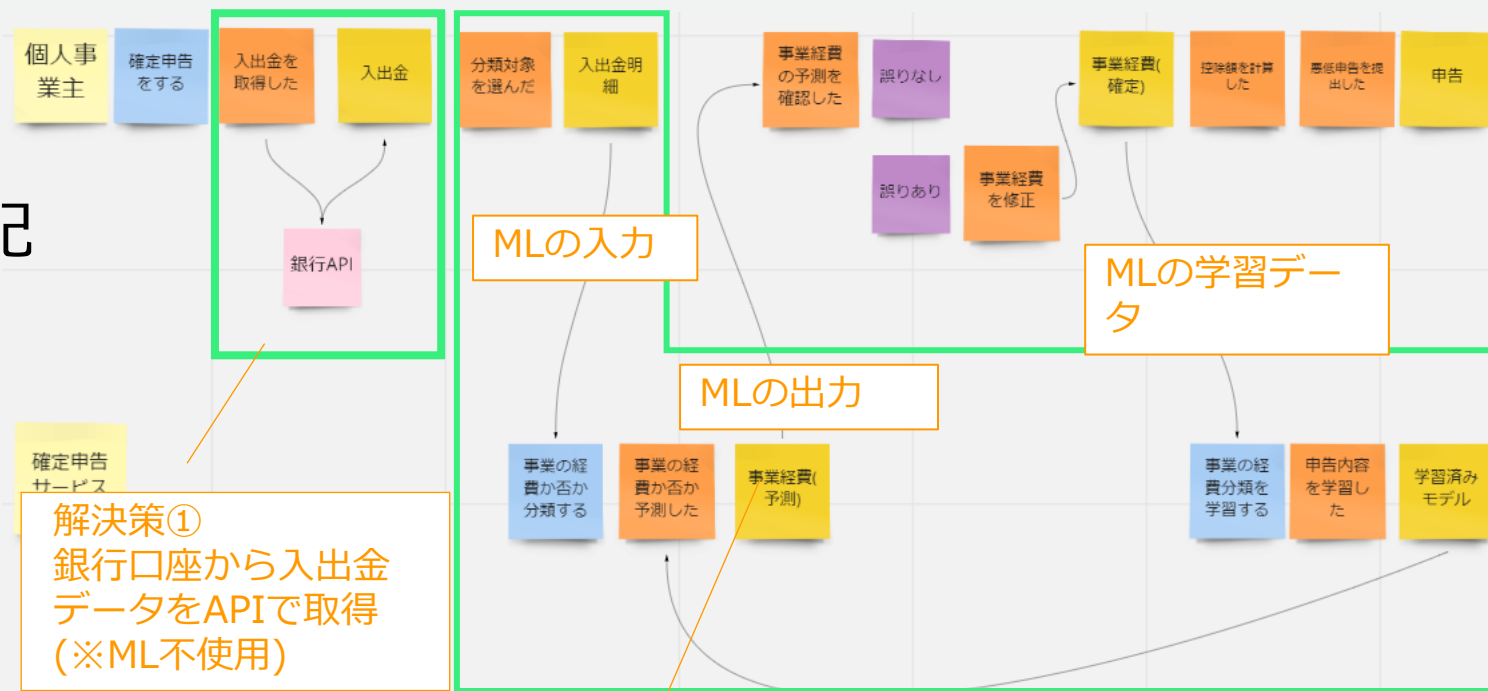 個人事
業主
確定申告
をする
入出金を
取得した
入出金
分類対象
を選んだ
入出金明
細
事業経費
の予測を
確認した
誤りなし
事業経費(
確定)
控除額を計算
した
悪低申告を提
出した
申告
誤りあり
事業経費
を修正
記
銀行API
MLの入力
MLの学習デー
タ
MLの出力
確定申告
サービス
事業の経
費か否か
分類する
事業の経
費か否か
予測した
事業経費(
予測)
事業の経
費分類を
学習する
申告内容
を学習し
た
学習済み
モデル
解決策①
銀行口座から入出金
データをAPIで取得
(※ML不使用)